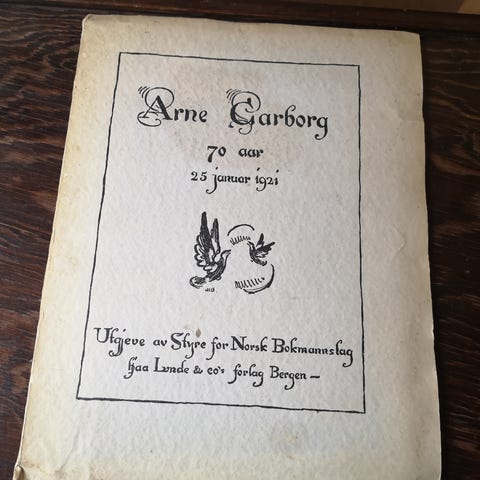 Arne Garborg
70 aar
25 januar 1921
Utgjeve av Styre for Norsk Bokmannslag
hjaa Lunde & co's forlag Bergen —